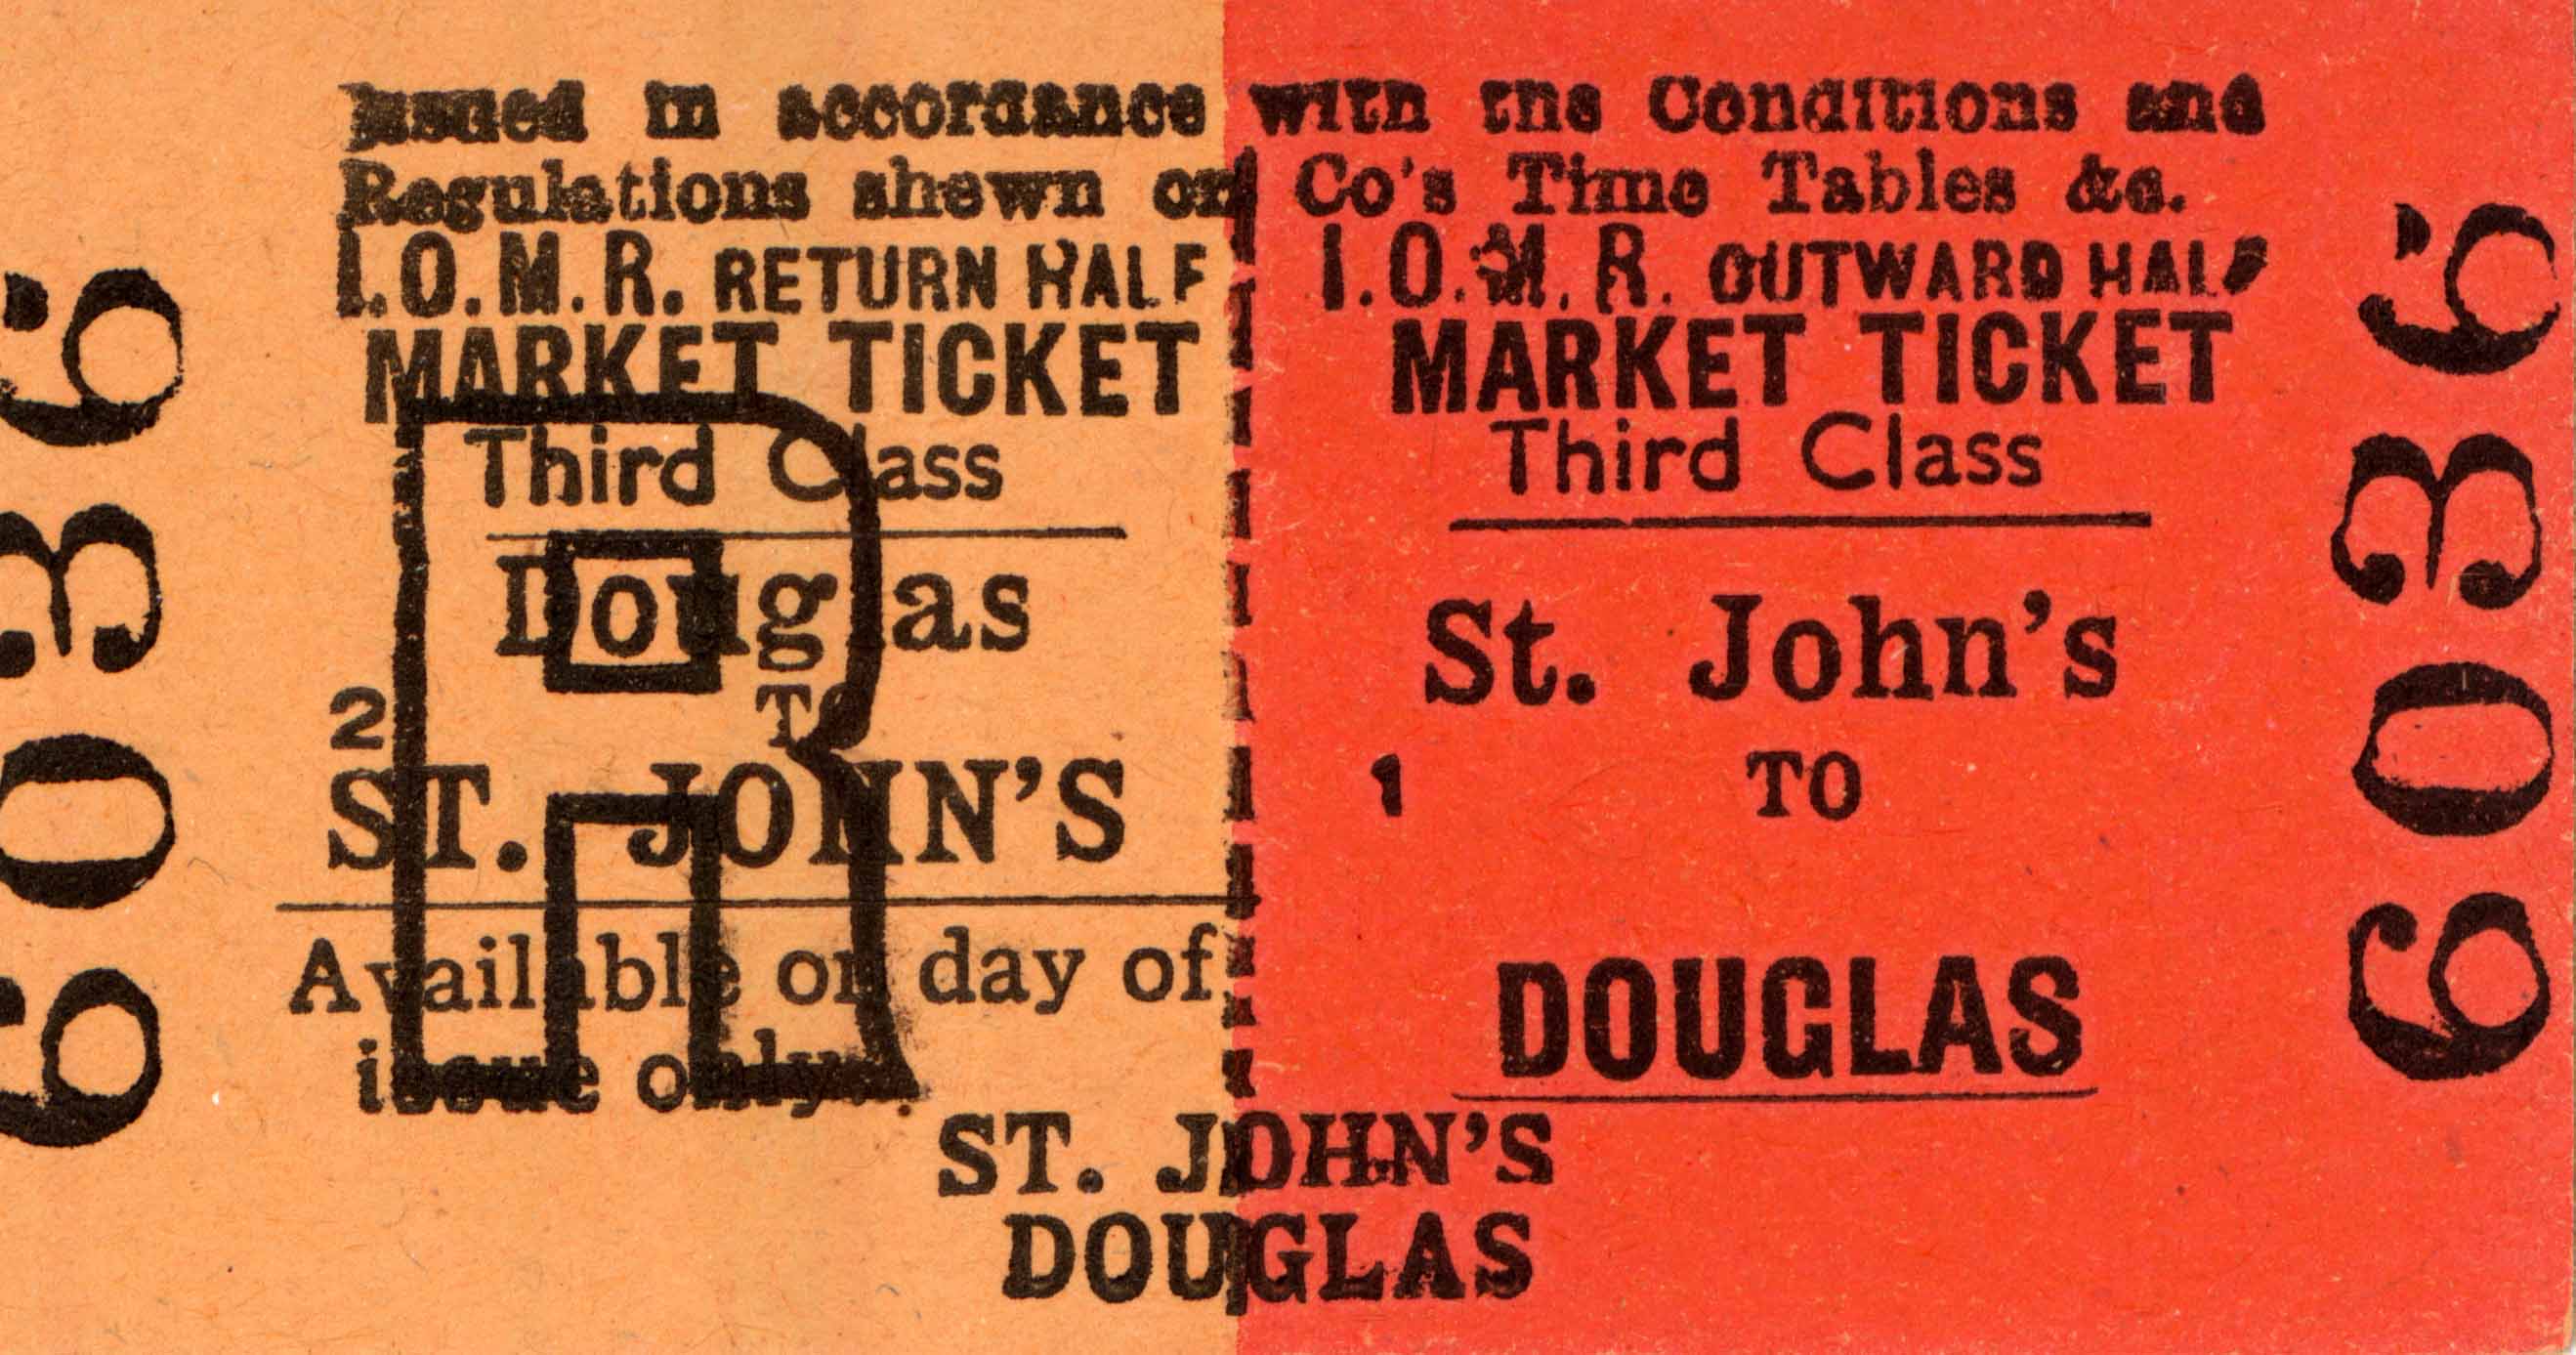 Issued in accordance with the Conditions and
Regulations shewn on Co's Time Tables &c.
I.O.M.R. RETURN HALF
MARKET TICKET
Third Class
Douglas
2 TO
ST. JOHN'S
Available on day of
issue only.
R
6036
I.O.M.R. OUTWARD HALF
MARKET TICKET
Third Class
St. John's
1 TO
DOUGLAS
6036
ST. JOHN'S
DOUGLAS